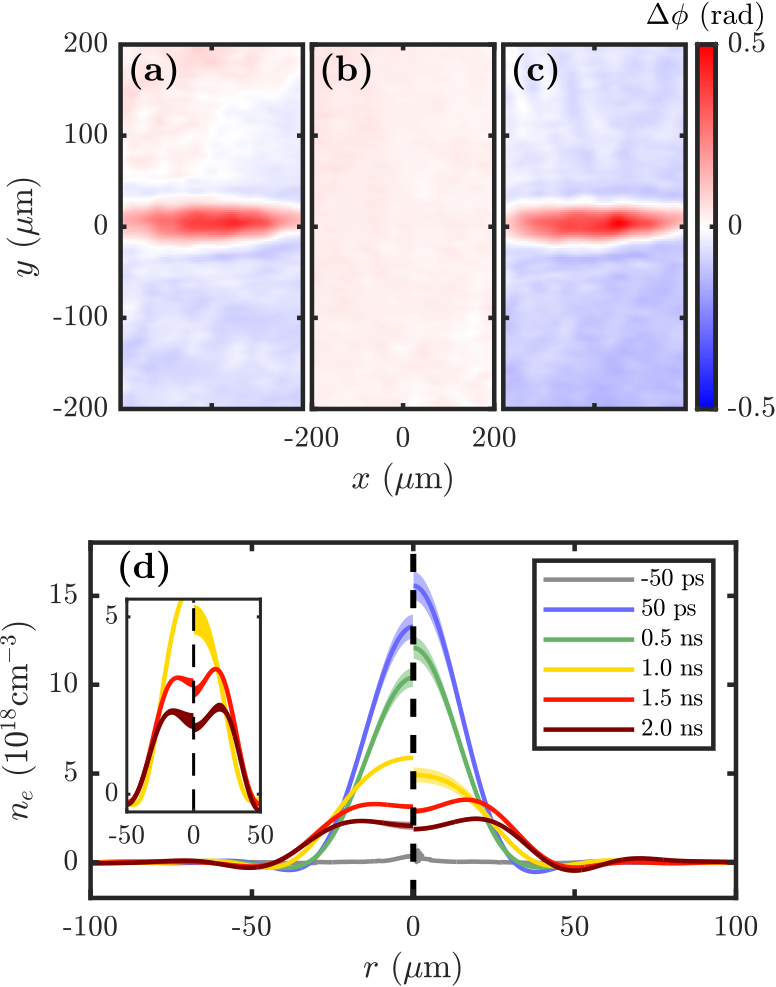 Δϕ (rad)
200 (a) (b) (c) 0.5
100
y (μm) 0 0
-100
-200 -0.5
-200 0 200
x (μm)
(d)
15
10
5
0
n_e (10^18 cm^−3)
-50 ps
50 ps
0.5 ns
1.0 ns
1.5 ns
2.0 ns
5
0
-50 0 50
-100 -50 0 50 100
r (μm)